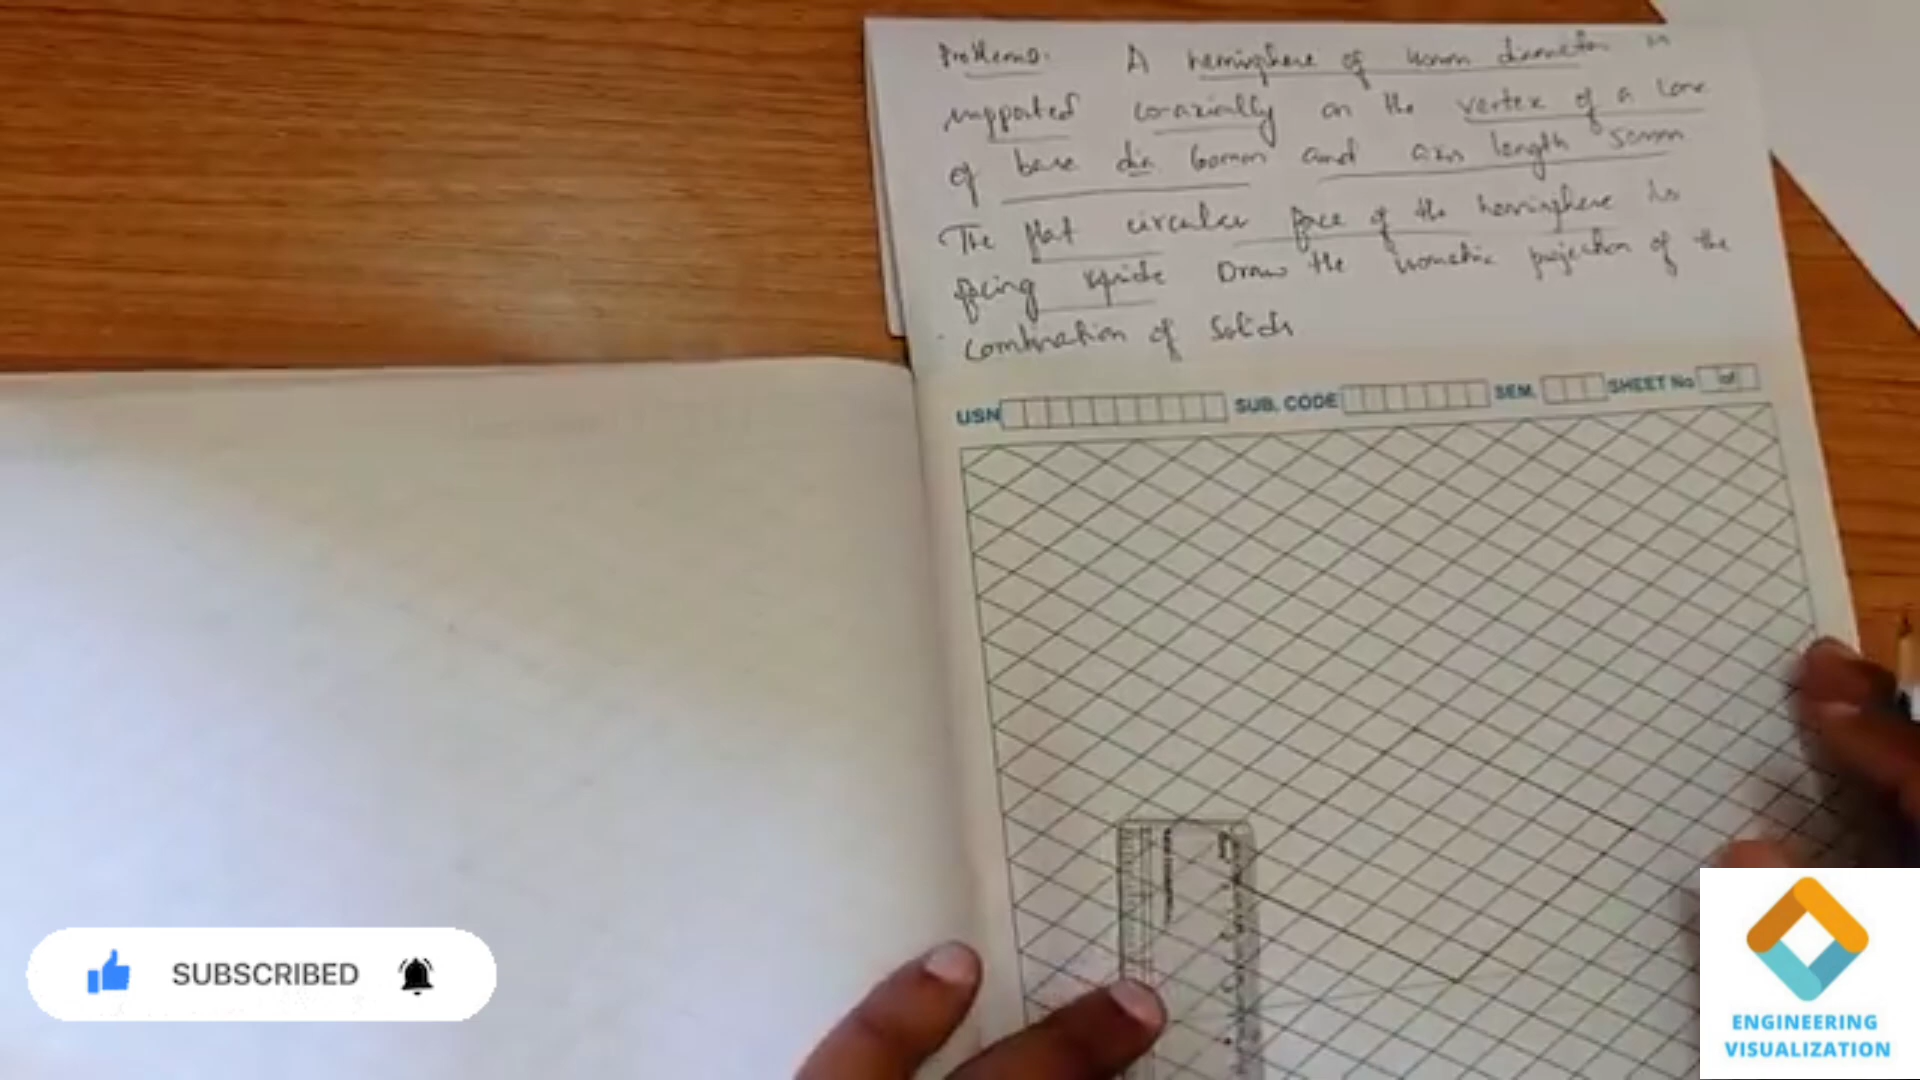 Problem. A hemisphere of 40mm diameter is
supported co-axially on the vertex of a cone
of base dia 60mm and axis length 50mm
The flat circular face of the hemisphere is
facing upside Draw the isometric projection of the
Combination of Solids
USN SUB. CODE SEM. SHEET No
SUBSCRIBED
ENGINEERING
VISUALIZATION